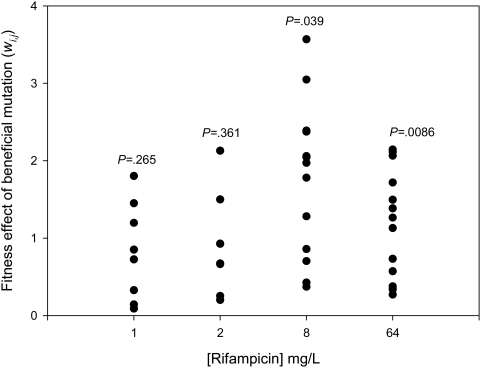 4
P=.039
3
P=.265
P=.361
P=.0086
2
1
0
Fitness effect of beneficial mutation (wi,j)
1 2 8 64
[Rifampicin] mg/L